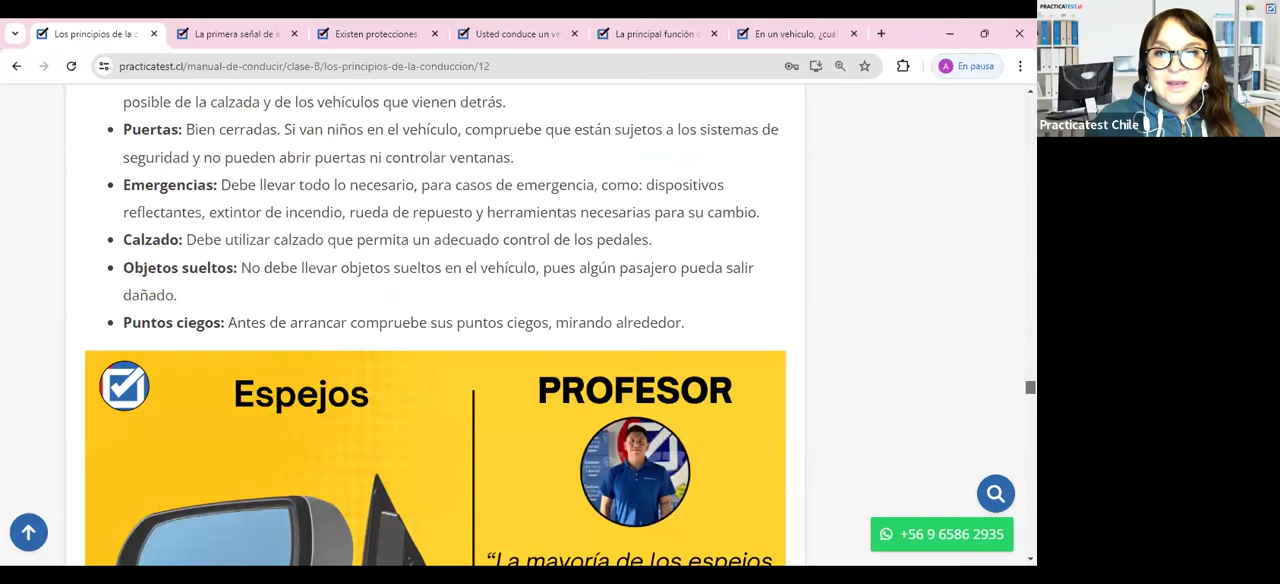 Los principios de la c
La primera señal de i
Existen protecciones
Usted conduce un ve
La principal función d
En un vehiculo, ¿cuá
practicatest.cl/manual-de-conducir/clase-B/los-principios-de-la-conduccion/12
A
En pausa
PRACTICATEST.cl
Practicatest Chile
posible de la calzada y de los vehículos que vienen detrás.
Puertas: Bien cerradas. Si van niños en el vehículo, compruebe que están sujetos a los sistemas de
seguridad y no pueden abrir puertas ni controlar ventanas.
Emergencias: Debe llevar todo lo necesario, para casos de emergencia, como: dispositivos
reflectantes, extintor de incendio, rueda de repuesto y herramientas necesarias para su cambio.
Calzado: Debe utilizar calzado que permita un adecuado control de los pedales.
Objetos sueltos: No debe llevar objetos sueltos en el vehículo, pues algún pasajero pueda salir
dañado.
Puntos ciegos: Antes de arrancar compruebe sus puntos ciegos, mirando alrededor.
Espejos
PROFESOR
“La mayoría de los espejos
+56 9 6586 2935